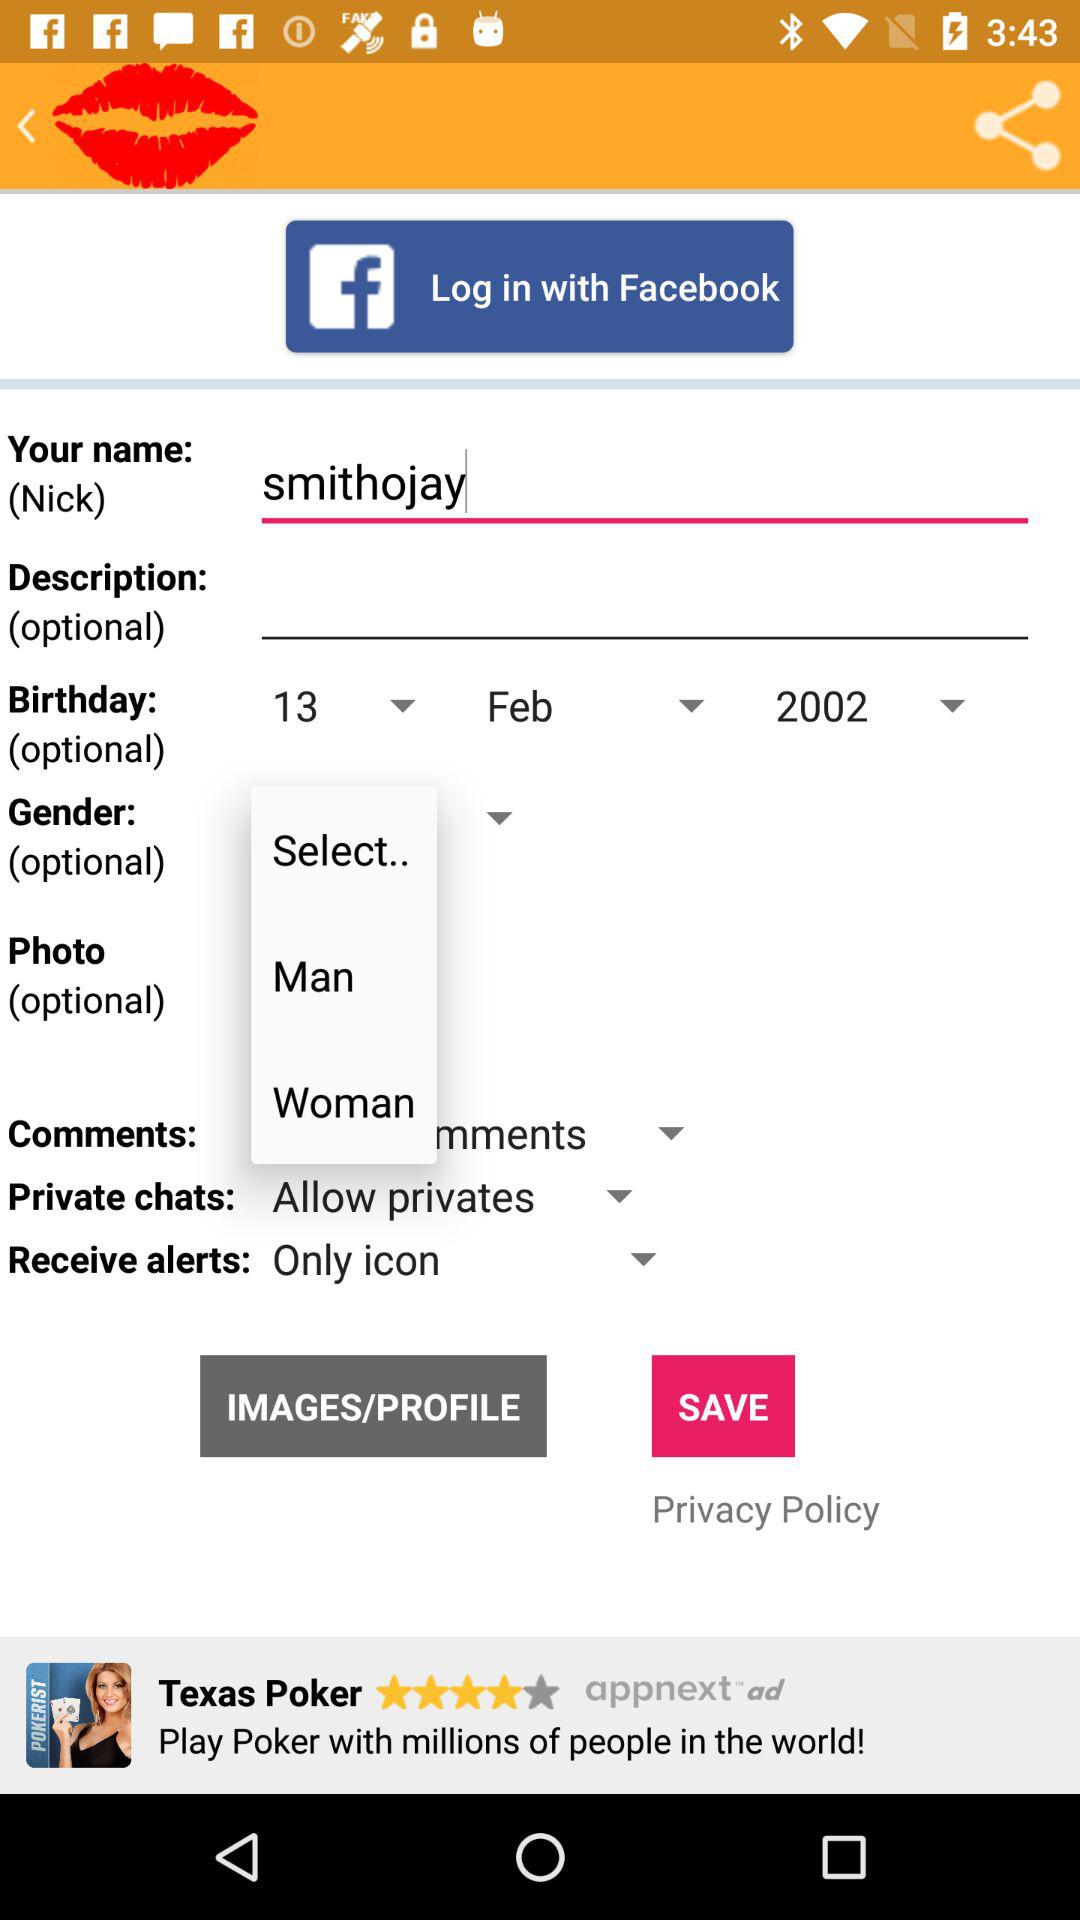 FAKE 3:43
Log in with Facebook
Your name:
(Nick)
smithojay
Description:
(optional)
Birthday:
(optional)
13 Feb 2002
Gender:
(optional)
Select..
Man
Woman
Photo
(optional)
Comments: mments
Private chats: Allow privates
Receive alerts: Only icon
IMAGES/PROFILE SAVE
Privacy Policy
POKERIST
Texas Poker appnext™ ad
Play Poker with millions of people in the world!